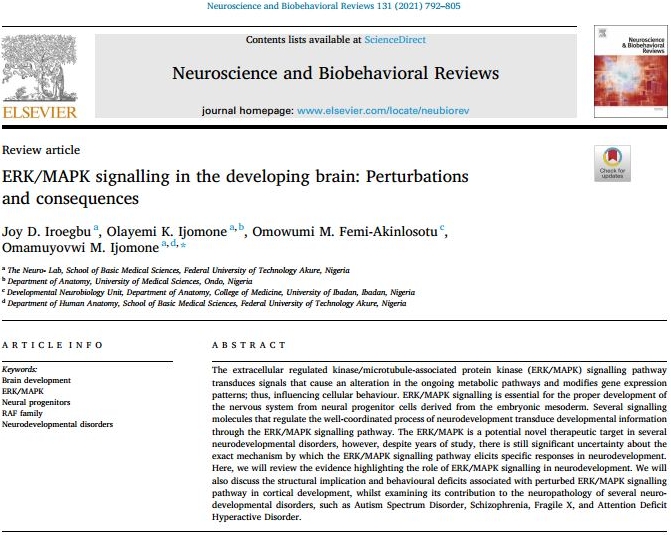 Neuroscience and Biobehavioral Reviews 131 (2021) 792–805
Contents lists available at ScienceDirect
Neuroscience and Biobehavioral Reviews
journal homepage: www.elsevier.com/locate/neubiorev
ELSEVIER
Neuroscience
& Biobehavioral
Reviews
Review article
Check for
updates
ERK/MAPK signalling in the developing brain: Perturbations
and consequences
Joy D. Iroegbu a, Olayemi K. Ijomone a,b, Omowumi M. Femi-Akinlosotu c,
Omamuyovwi M. Ijomone a,d,*
a The Neuro- Lab, School of Basic Medical Sciences, Federal University of Technology Akure, Nigeria
b Department of Anatomy, University of Medical Sciences, Ondo, Nigeria
c Developmental Neurobiology Unit, Department of Anatomy, College of Medicine, University of Ibadan, Ibadan, Nigeria
d Department of Human Anatomy, School of Basic Medical Sciences, Federal University of Technology Akure, Nigeria
ARTICLE INFO
Keywords:
Brain development
ERK/MAPK
Neural progenitors
RAF family
Neurodevelopmental disorders
ABSTRACT
The extracellular regulated kinase/microtubule-associated protein kinase (ERK/MAPK) signalling pathway
transduces signals that cause an alteration in the ongoing metabolic pathways and modifies gene expression
patterns; thus, influencing cellular behaviour. ERK/MAPK signalling is essential for the proper development of
the nervous system from neural progenitor cells derived from the embryonic mesoderm. Several signalling
molecules that regulate the well-coordinated process of neurodevelopment transduce developmental information
through the ERK/MAPK signalling pathway. The ERK/MAPK is a potential novel therapeutic target in several
neurodevelopmental disorders, however, despite years of study, there is still significant uncertainty about the
exact mechanism by which the ERK/MAPK signalling pathway elicits specific responses in neurodevelopment.
Here, we will review the evidence highlighting the role of ERK/MAPK signalling in neurodevelopment. We will
also discuss the structural implication and behavioural deficits associated with perturbed ERK/MAPK signalling
pathway in cortical development, whilst examining its contribution to the neuropathology of several neuro-
developmental disorders, such as Autism Spectrum Disorder, Schizophrenia, Fragile X, and Attention Deficit
Hyperactive Disorder.